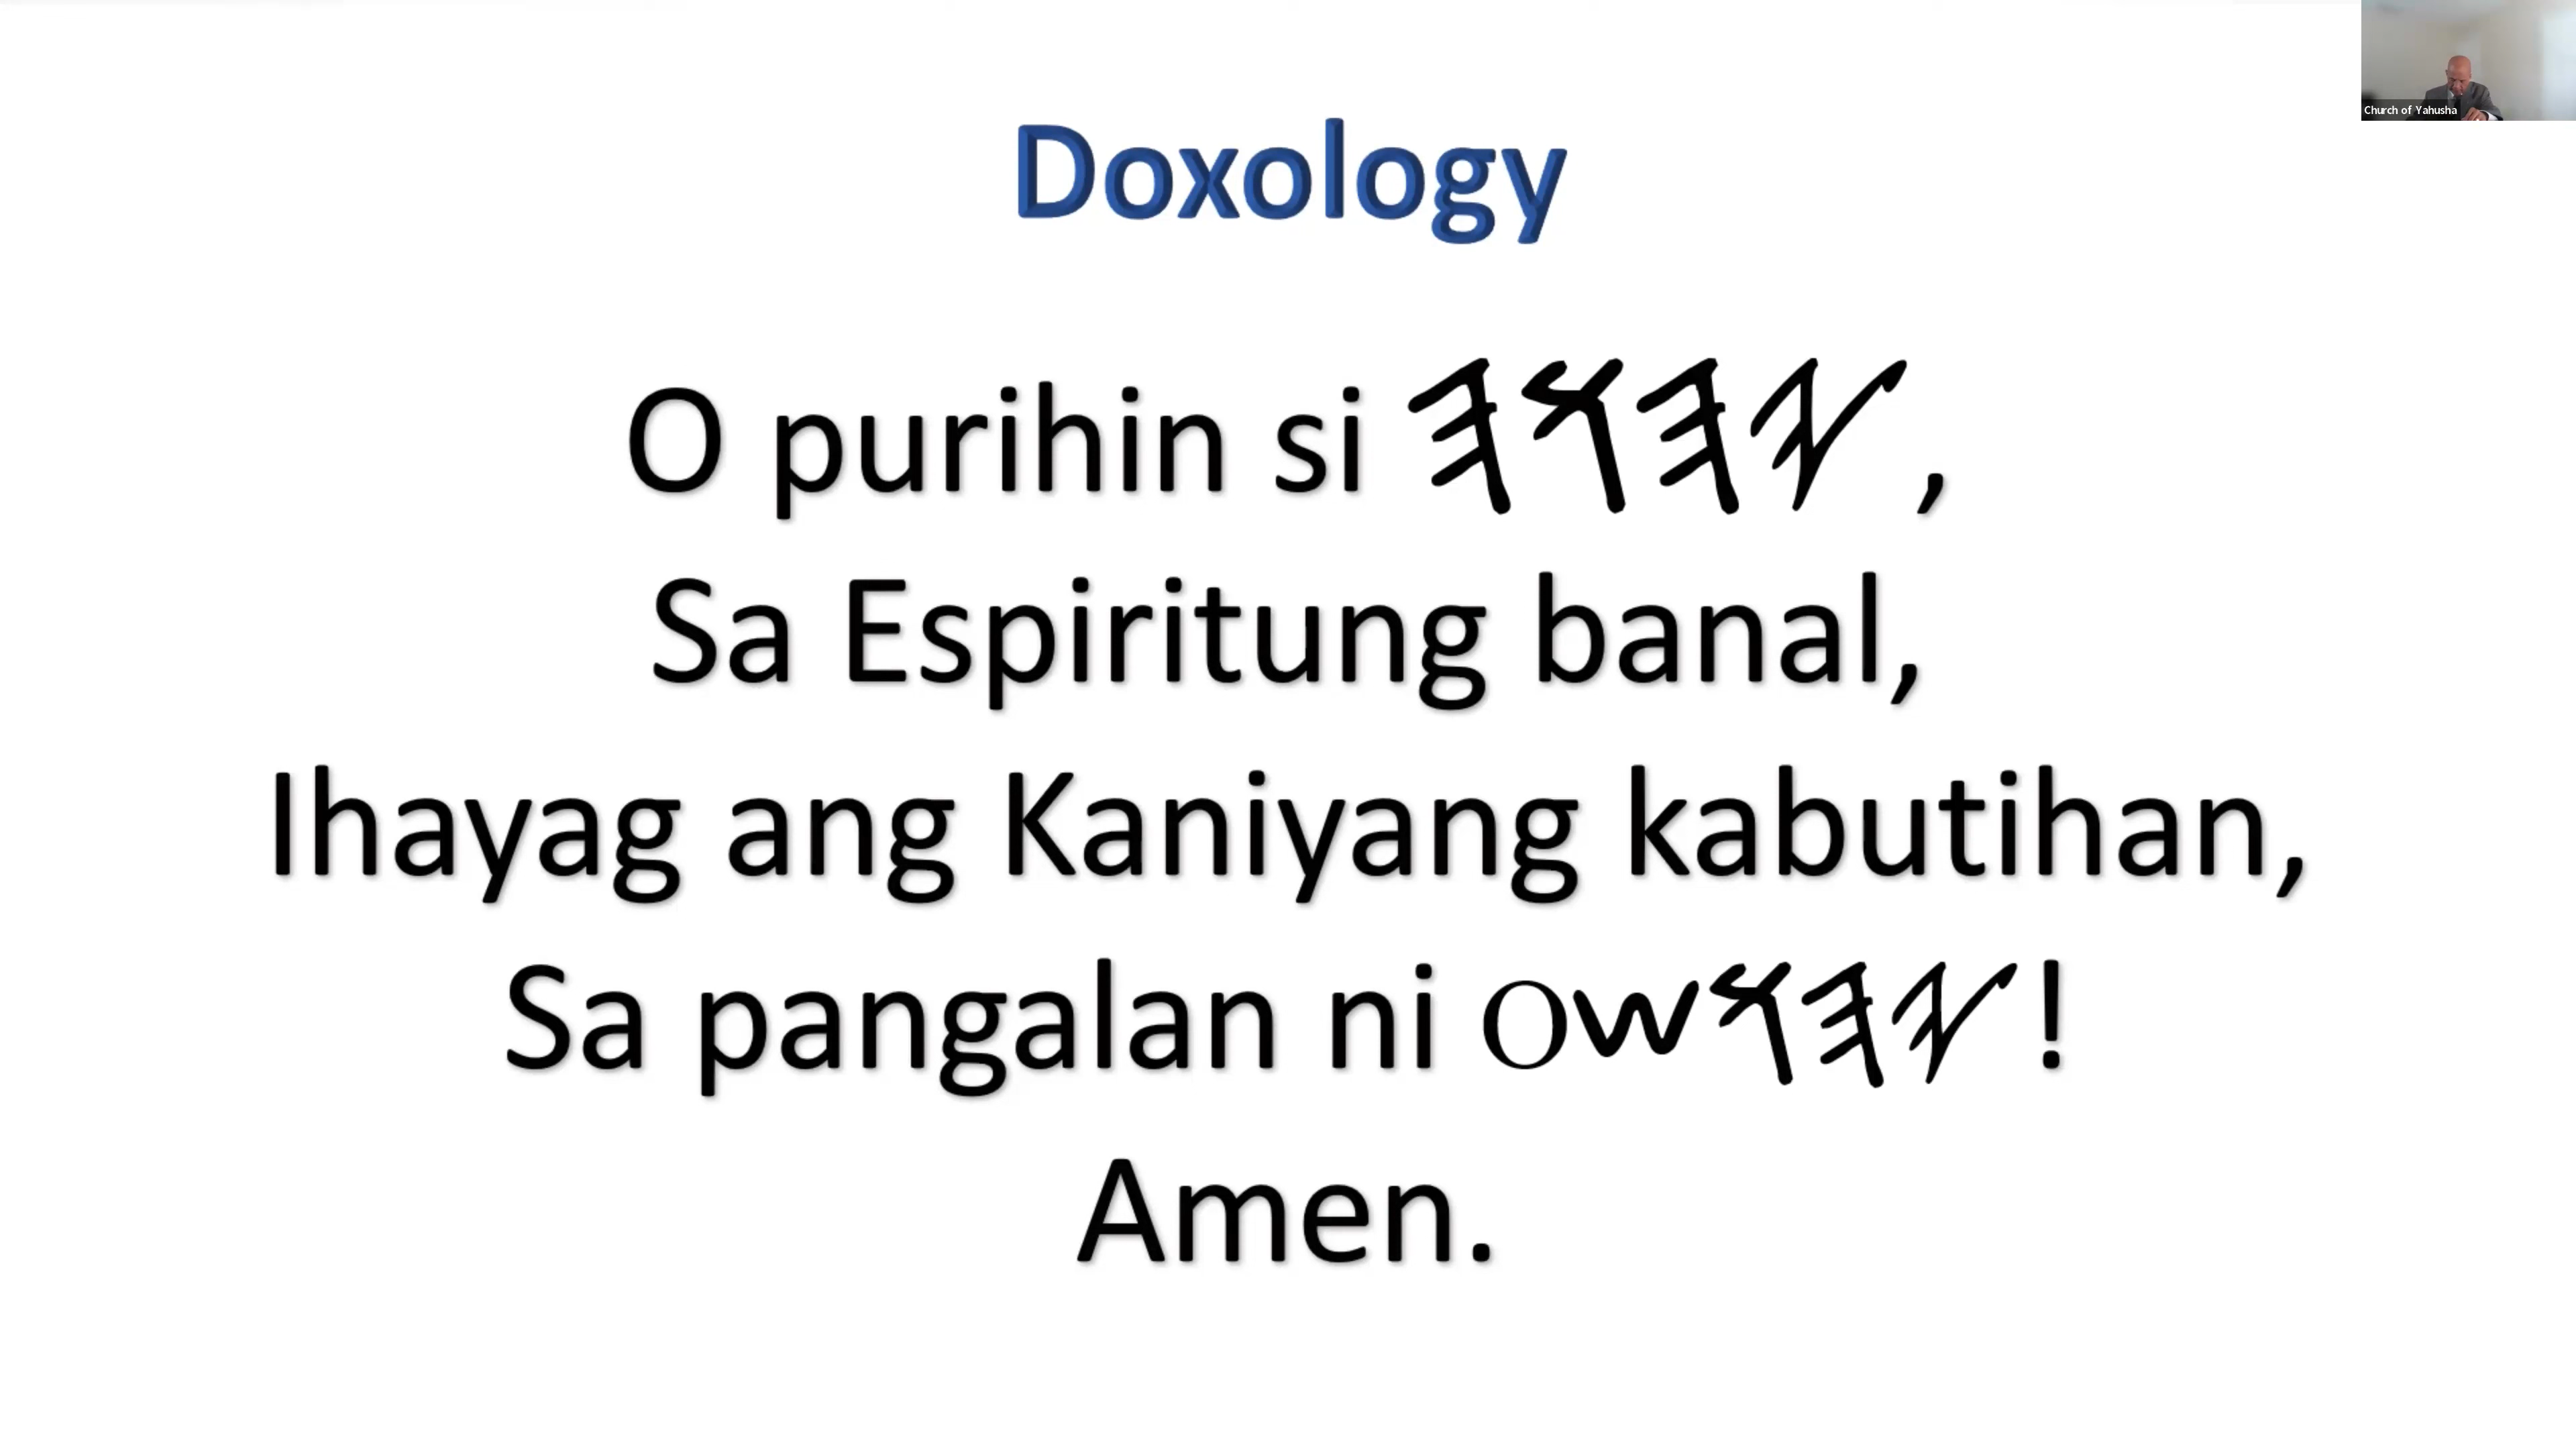 Church of Yahusha
Doxology
O purihin si 𐤉𐤄𐤅𐤄,
Sa Espiritung banal,
Ihayag ang Kaniyang kabutihan,
Sa pangalan ni 𐤉𐤄𐤅𐤔𐤏!
Amen.